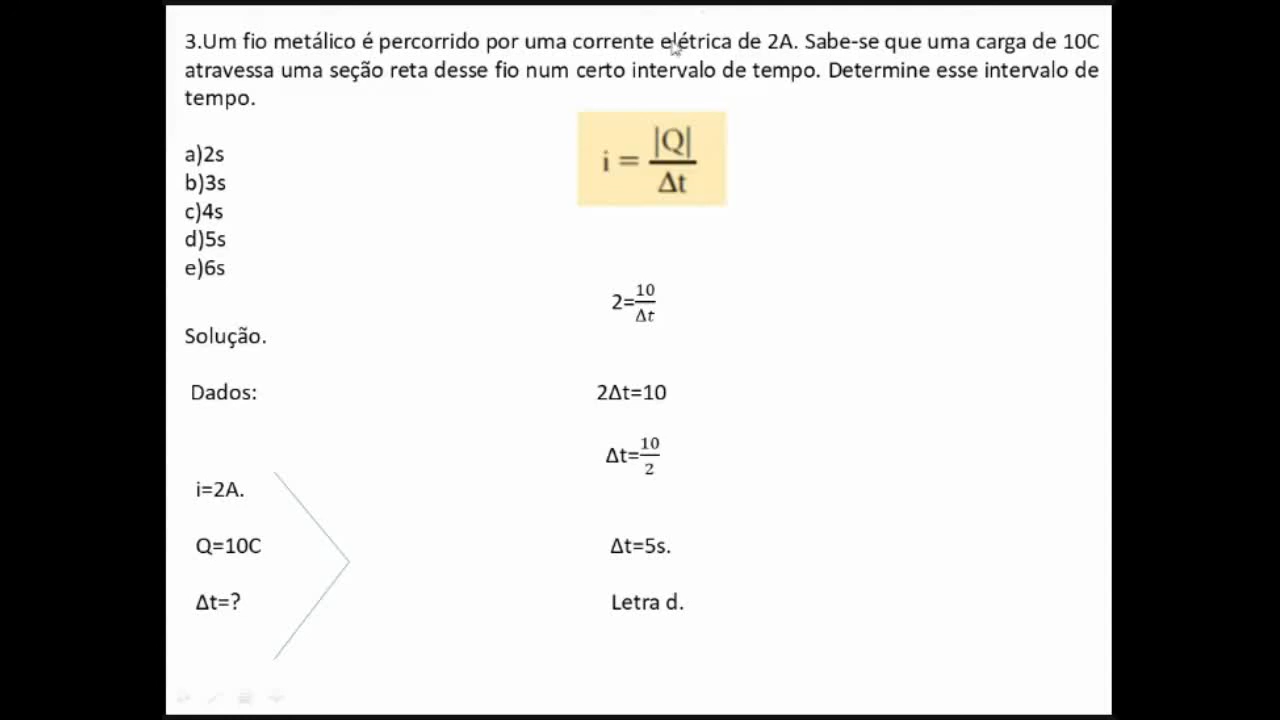 3.Um fio metálico é percorrido por uma corrente elétrica de 2A. Sabe-se que uma carga de 10C
atravessa uma seção reta desse fio num certo intervalo de tempo. Determine esse intervalo de
tempo.
a)2s
b)3s
c)4s
d)5s
e)6s
i = |Q|/Δt
2=10/Δt
Solução.
Dados:
2Δt=10
Δt=10/2
i=2A.
Q=10C
Δt=5s.
Δt=?
Letra d.